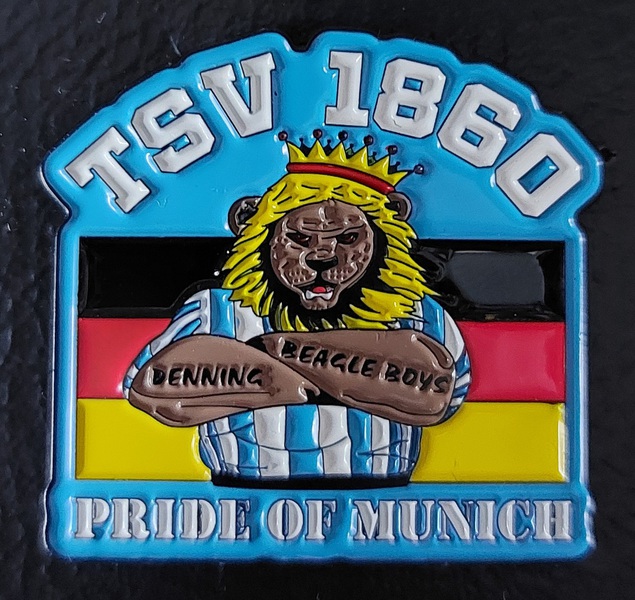 TSV 1860
DENNING
BEAGLE BOYS
PRIDE OF MUNICH